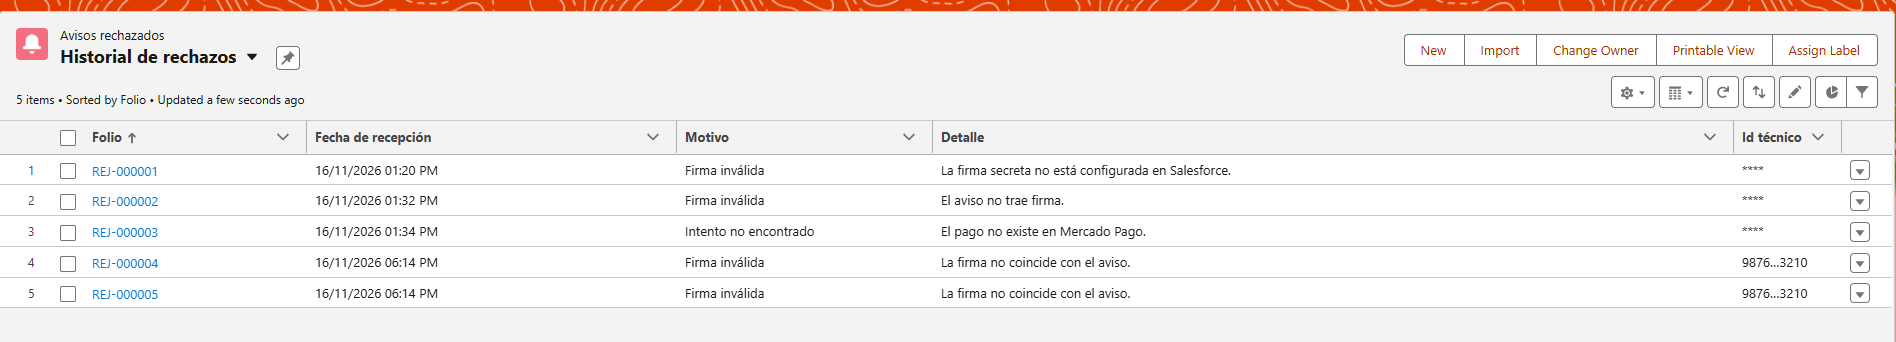 Avisos rechazados
Historial de rechazos
New Import Change Owner Printable View Assign Label
5 items • Sorted by Folio • Updated a few seconds ago
Folio Fecha de recepción Motivo Detalle Id técnico
1 REJ-000001 16/11/2026 01:20 PM Firma inválida La firma secreta no está configurada en Salesforce. ****
2 REJ-000002 16/11/2026 01:32 PM Firma inválida El aviso no trae firma. ****
3 REJ-000003 16/11/2026 01:34 PM Intento no encontrado El pago no existe en Mercado Pago. ****
4 REJ-000004 16/11/2026 06:14 PM Firma inválida La firma no coincide con el aviso. 9876...3210
5 REJ-000005 16/11/2026 06:14 PM Firma inválida La firma no coincide con el aviso. 9876...3210